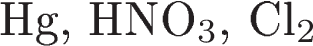 Hg, HNO₃, Cl₂